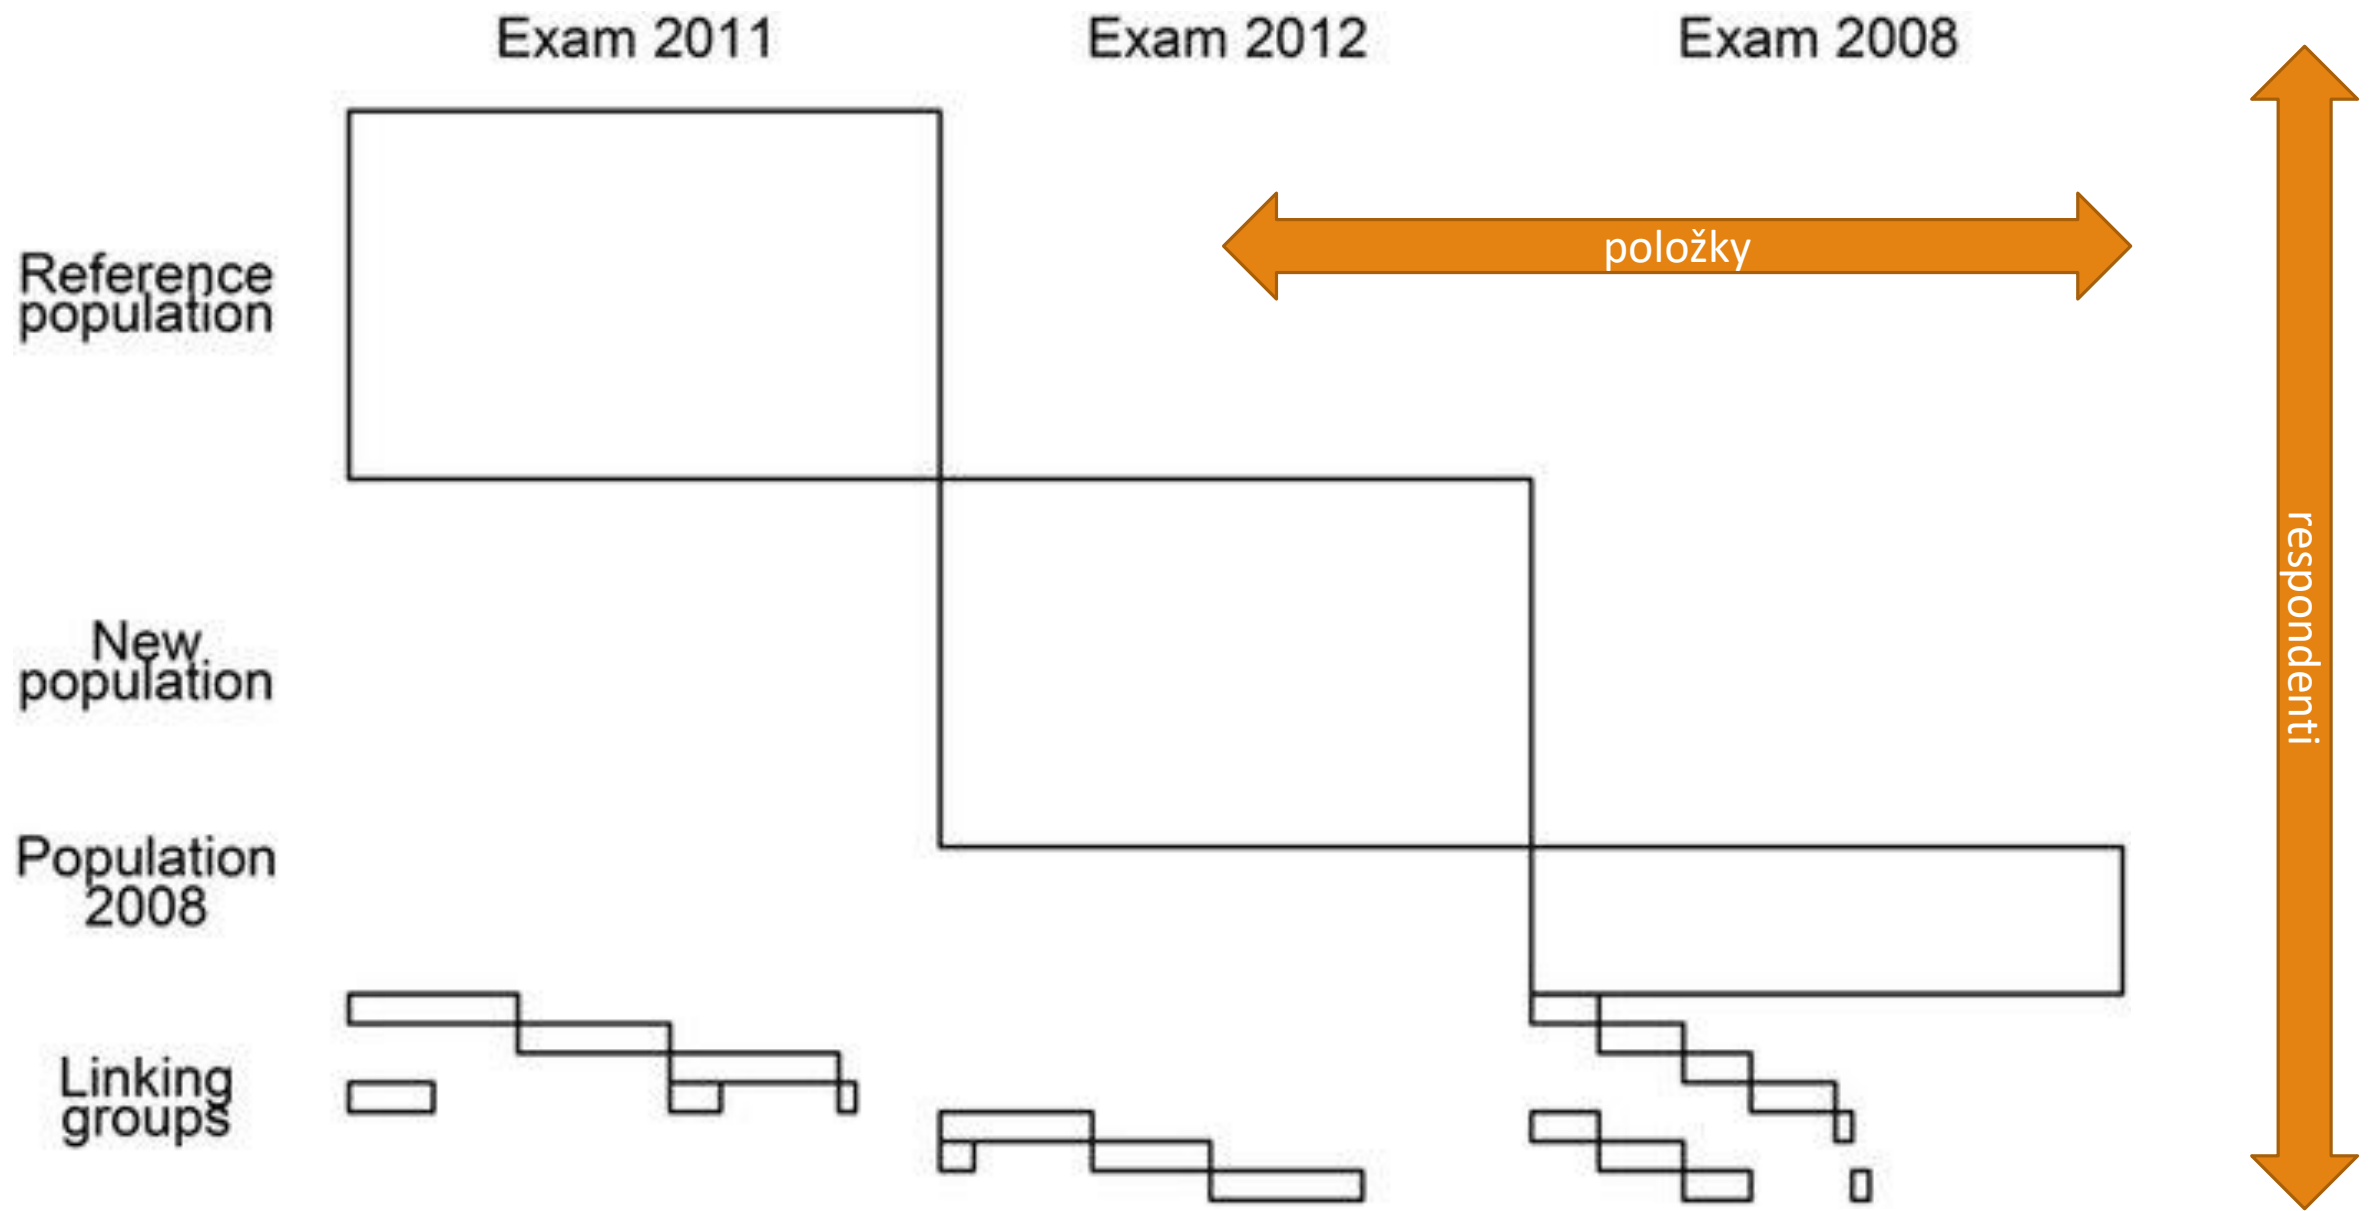 Exam 2011
Exam 2012
Exam 2008
položky
Reference
population
respondenti
New
population
Population
2008
Linking
groups